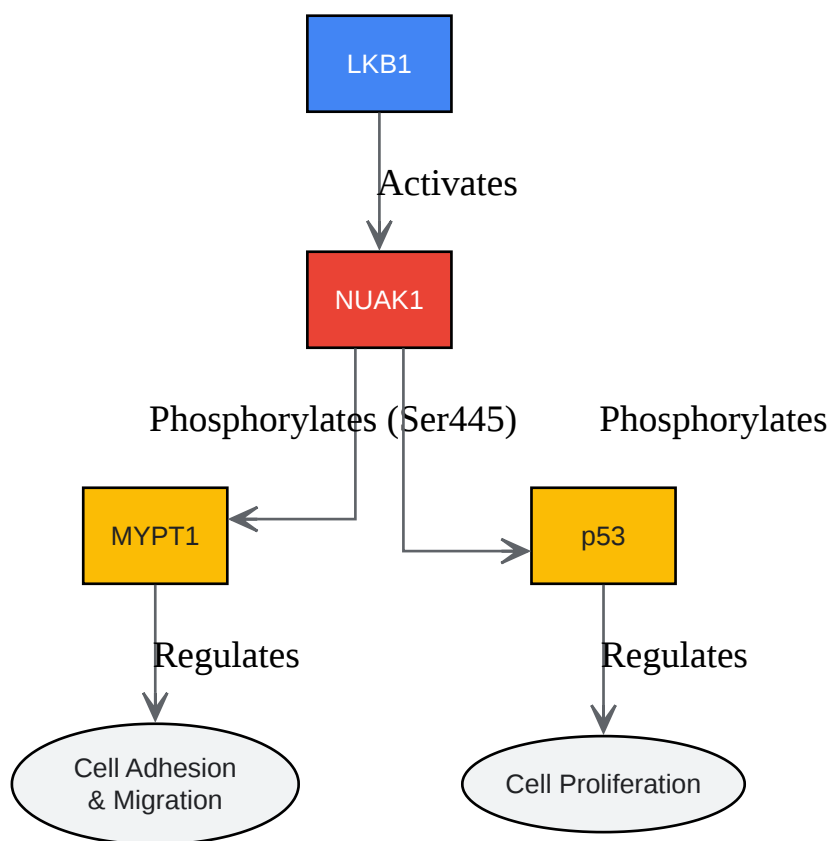 LKB1
Activates
NUAK1
Phosphorylates (Ser445)
Phosphorylates
MYPT1
p53
Regulates
Regulates
Cell Adhesion
& Migration
Cell Proliferation